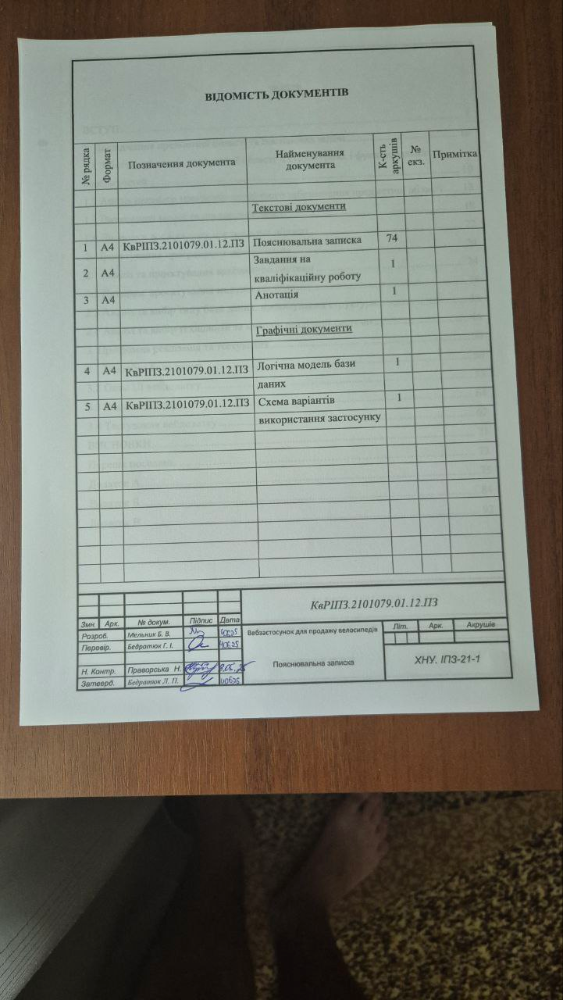 ВІДОМІСТЬ ДОКУМЕНТІВ
№ рядка Формат Позначення документа Найменування документа К-сть аркушів № екз. Примітка
Текстові документи
1 А4 КвРІПЗ.2101079.01.12.ПЗ Пояснювальна записка 74
2 А4 Завдання на 1
кваліфікаційну роботу
3 А4 Анотація 1
Графічні документи
4 А4 КвРІПЗ.2101079.01.12.ПЗ Логічна модель бази 1
даних
5 А4 КвРІПЗ.2101079.01.12.ПЗ Схема варіантів 1
використання застосунку
КвРІПЗ.2101079.01.12.ПЗ
Змн. Арк. № докум. Підпис Дата
Розроб. Мельник Б. В.
Перевір. Бедратюк Г. І.
Н. Контр. Праворська Н.
Затверд. Бедратюк Л. П.
Вебзастосунок для продажу велосипедів
Пояснювальна записка
Літ. Арк. Акрушів
ХНУ. ІПЗ-21-1